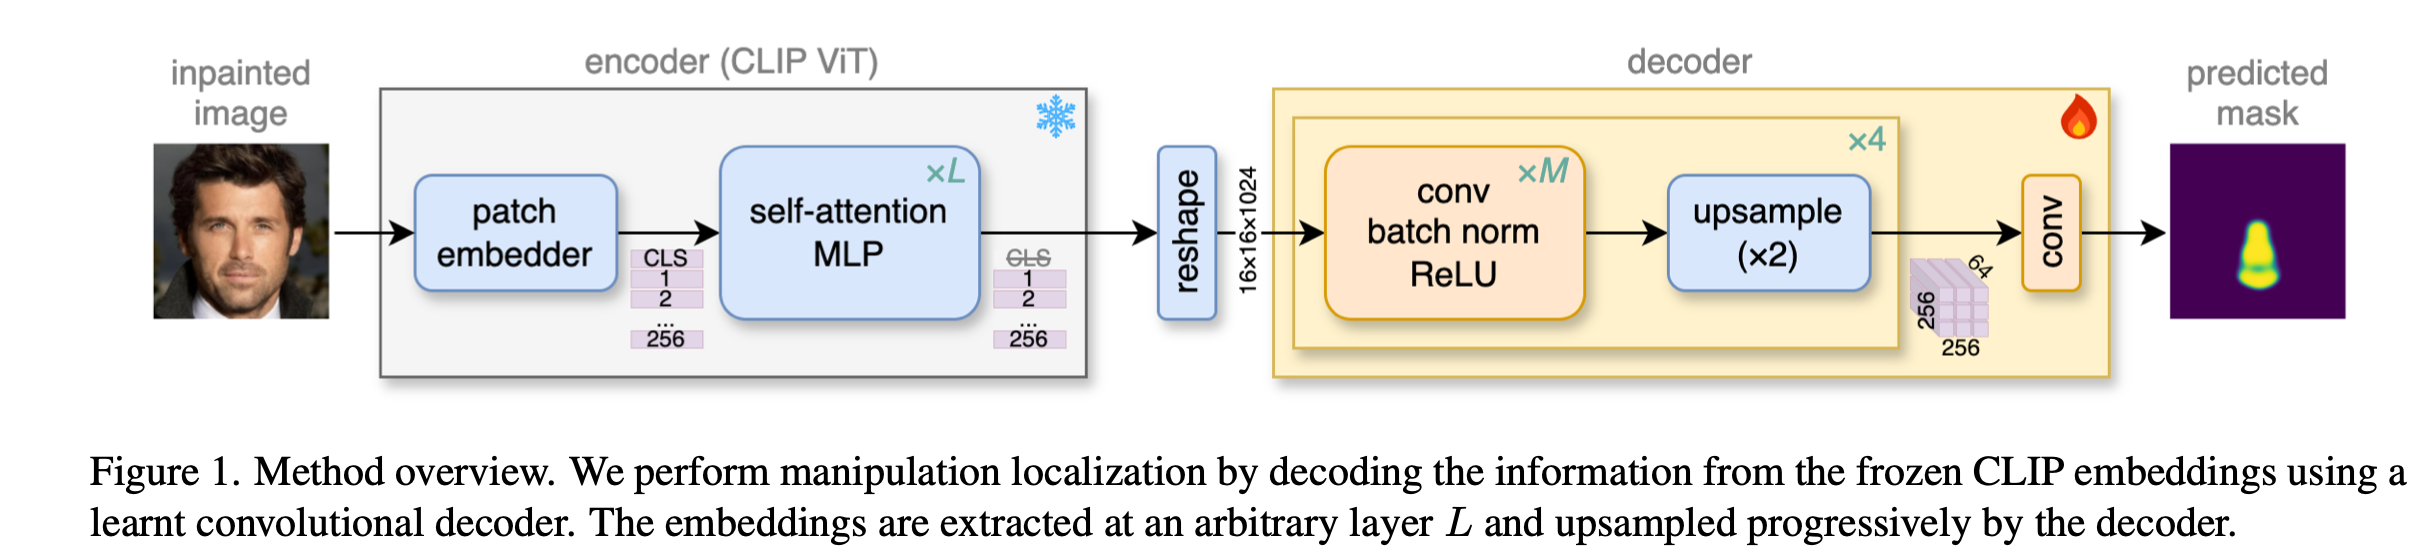 inpainted
image
encoder (CLIP ViT)
patch
embedder
CLS
1
2
...
256
×L
self-attention
MLP
CLS
1
2
...
256
reshape
16×16×1024
decoder
×4
×M
conv
batch norm
ReLU
upsample
(×2)
64
256
256
conv
predicted
mask
Figure 1. Method overview. We perform manipulation localization by decoding the information from the frozen CLIP embeddings using a
learnt convolutional decoder. The embeddings are extracted at an arbitrary layer L and upsampled progressively by the decoder.